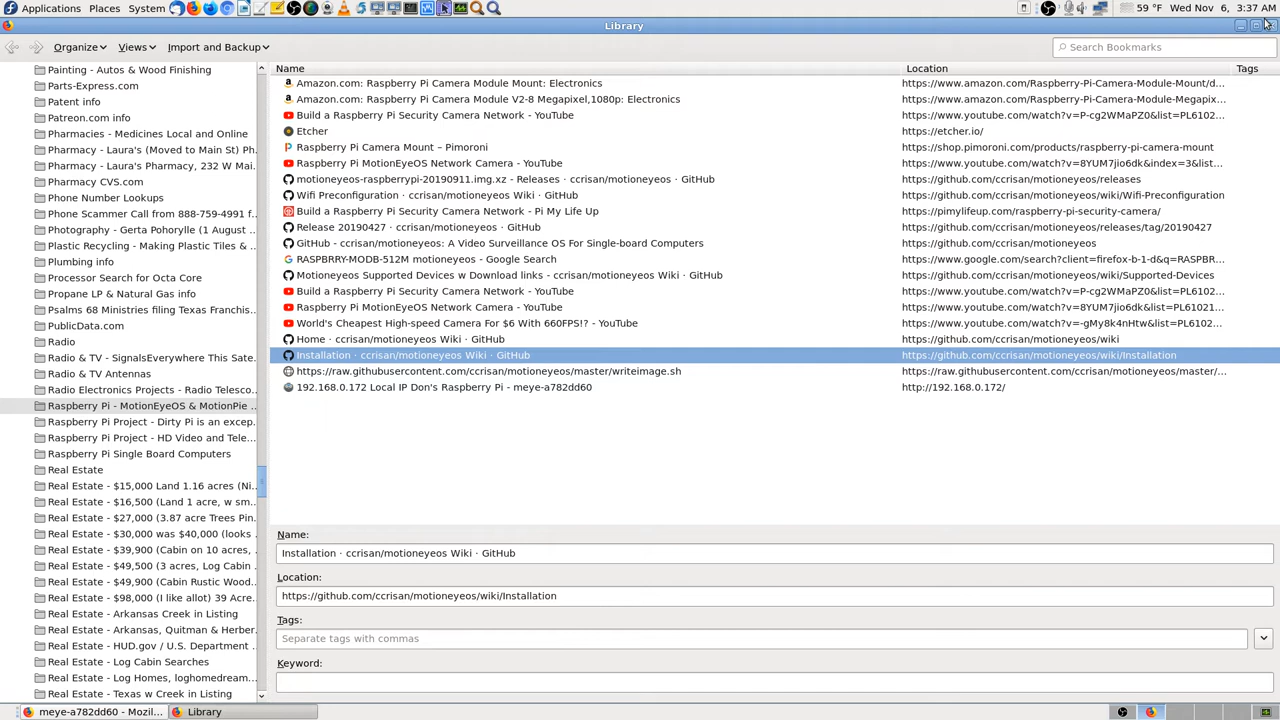 Applications Places System 59 °F Wed Nov 6, 3:37 AM
Library
Organize Views Import and Backup Search Bookmarks
Name Location Tags
Painting - Autos & Wood Finishing
Parts-Express.com
Patent info
Patreon.com info
Pharmacies - Medicines Local and Online
Pharmacy - Laura's (Moved to Main St) Ph...
Pharmacy - Laura's Pharmacy, 232 W Mai...
Pharmacy CVS.com
Phone Number Lookups
Phone Scammer Call from 888-759-4991 f...
Photography - Gerta Pohorylle (1 August ...
Plastic Recycling - Making Plastic Tiles & ...
Plumbing info
Processor Search for Octa Core
Propane LP & Natural Gas info
Psalms 68 Ministries filing Texas Franchis...
PublicData.com
Radio
Radio & TV - SignalsEverywhere This Sate...
Radio & TV Antennas
Radio Electronics Projects - Radio Telesco...
Raspberry Pi - MotionEyeOS & MotionPie ...
Raspberry Pi Project - Dirty Pi is an excep...
Raspberry Pi Project - HD Video and Tele...
Raspberry Pi Single Board Computers
Real Estate
Real Estate - $15,000 Land 1.16 acres (Ni...
Real Estate - $16,500 (Land 1 acre, w sm...
Real Estate - $27,000 (3.87 acre Trees Pin...
Real Estate - $30,000 was $40,000 (looks ...
Real Estate - $39,900 (Cabin on 10 acres, ...
Real Estate - $49,500 (3 acres, Log Cabin ...
Real Estate - $49,900 (Cabin Rustic Wood...
Real Estate - $98,000 (I like allot) 39 Acre...
Real Estate - Arkansas Creek in Listing
Real Estate - Arkansas, Quitman & Herber...
Real Estate - HUD.gov / U.S. Department ...
Real Estate - Log Cabin Searches
Real Estate - Log Homes, loghomedream...
Real Estate - Texas w Creek in Listing
Amazon.com: Raspberry Pi Camera Module Mount: Electronics https://www.amazon.com/Raspberry-Pi-Camera-Module-Mount/d...
Amazon.com: Raspberry Pi Camera Module V2-8 Megapixel,1080p: Electronics https://www.amazon.com/Raspberry-Pi-Camera-Module-Megapix...
Build a Raspberry Pi Security Camera Network - YouTube https://www.youtube.com/watch?v=P-cg2WMaPZ0&list=PL6102...
Etcher https://etcher.io/
Raspberry Pi Camera Mount – Pimoroni https://shop.pimoroni.com/products/raspberry-pi-camera-mount
Raspberry Pi MotionEyeOS Network Camera - YouTube https://www.youtube.com/watch?v=8YUM7jio6dk&index=3&list...
motioneyeos-raspberrypi-20190911.img.xz - Releases · ccrisan/motioneyeos · GitHub https://github.com/ccrisan/motioneyeos/releases
Wifi Preconfiguration · ccrisan/motioneyeos Wiki · GitHub https://github.com/ccrisan/motioneyeos/wiki/Wifi-Preconfiguration
Build a Raspberry Pi Security Camera Network - Pi My Life Up https://pimylifeup.com/raspberry-pi-security-camera/
Release 20190427 · ccrisan/motioneyeos · GitHub https://github.com/ccrisan/motioneyeos/releases/tag/20190427
GitHub - ccrisan/motioneyeos: A Video Surveillance OS For Single-board Computers https://github.com/ccrisan/motioneyeos
RASPBRRY-MODB-512M motioneyeos - Google Search https://www.google.com/search?client=firefox-b-1-d&q=RASPBR...
Motioneyeos Supported Devices w Download links - ccrisan/motioneyeos Wiki · GitHub https://github.com/ccrisan/motioneyeos/wiki/Supported-Devices
Build a Raspberry Pi Security Camera Network - YouTube https://www.youtube.com/watch?v=P-cg2WMaPZ0&list=PL6102...
Raspberry Pi MotionEyeOS Network Camera - YouTube https://www.youtube.com/watch?v=8YUM7jio6dk&list=PL61021...
World's Cheapest High-speed Camera For $6 With 660FPS!? - YouTube https://www.youtube.com/watch?v=-gMy8k4nHtw&list=PL6102...
Home · ccrisan/motioneyeos Wiki · GitHub https://github.com/ccrisan/motioneyeos/wiki
Installation · ccrisan/motioneyeos Wiki · GitHub https://github.com/ccrisan/motioneyeos/wiki/Installation
https://raw.githubusercontent.com/ccrisan/motioneyeos/master/writeimage.sh https://raw.githubusercontent.com/ccrisan/motioneyeos/master/...
192.168.0.172 Local IP Don's Raspberry Pi - meye-a782dd60 http://192.168.0.172/
Name:
Installation · ccrisan/motioneyeos Wiki · GitHub
Location:
https://github.com/ccrisan/motioneyeos/wiki/Installation
Tags:
Separate tags with commas
Keyword:
meye-a782dd60 - Mozil... Library